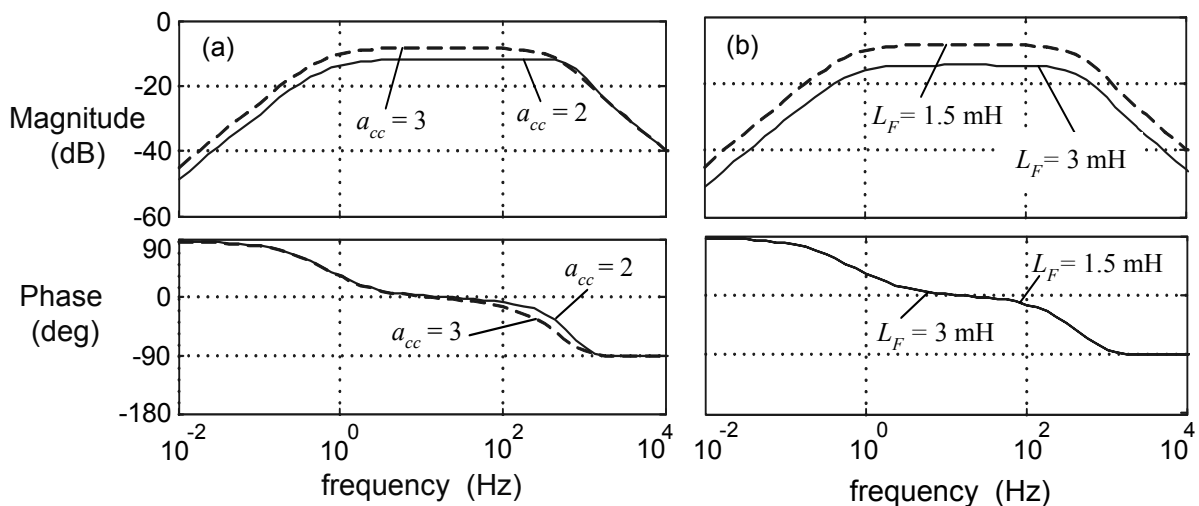 (a)
0
-20
-40
-60
Magnitude
(dB)
a_cc = 3
a_cc = 2
(b)
L_F = 1.5 mH
L_F = 3 mH
90
0
-90
-180
Phase
(deg)
a_cc = 2
a_cc = 3
10^-2
10^0
10^2
10^4
frequency (Hz)
L_F = 1.5 mH
L_F = 3 mH
10^-2
10^0
10^2
10^4
frequency (Hz)